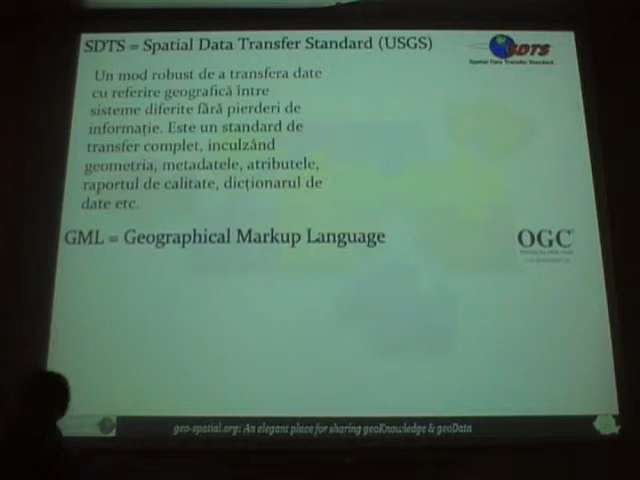 SDTS = Spatial Data Transfer Standard (USGS)
SDTS
Spatial Data Transfer Standard
Un mod robust de a transfera date
cu referire geografică între
sisteme diferite fără pierderi de
informație. Este un standard de
transfer complet, inculzând
geometria, metadatele, atributele,
raportul de calitate, dicționarul de
date etc.
GML = Geographical Markup Language
OGC
geo-spatial.org: An elegant place for sharing geoKnowledge & geoData